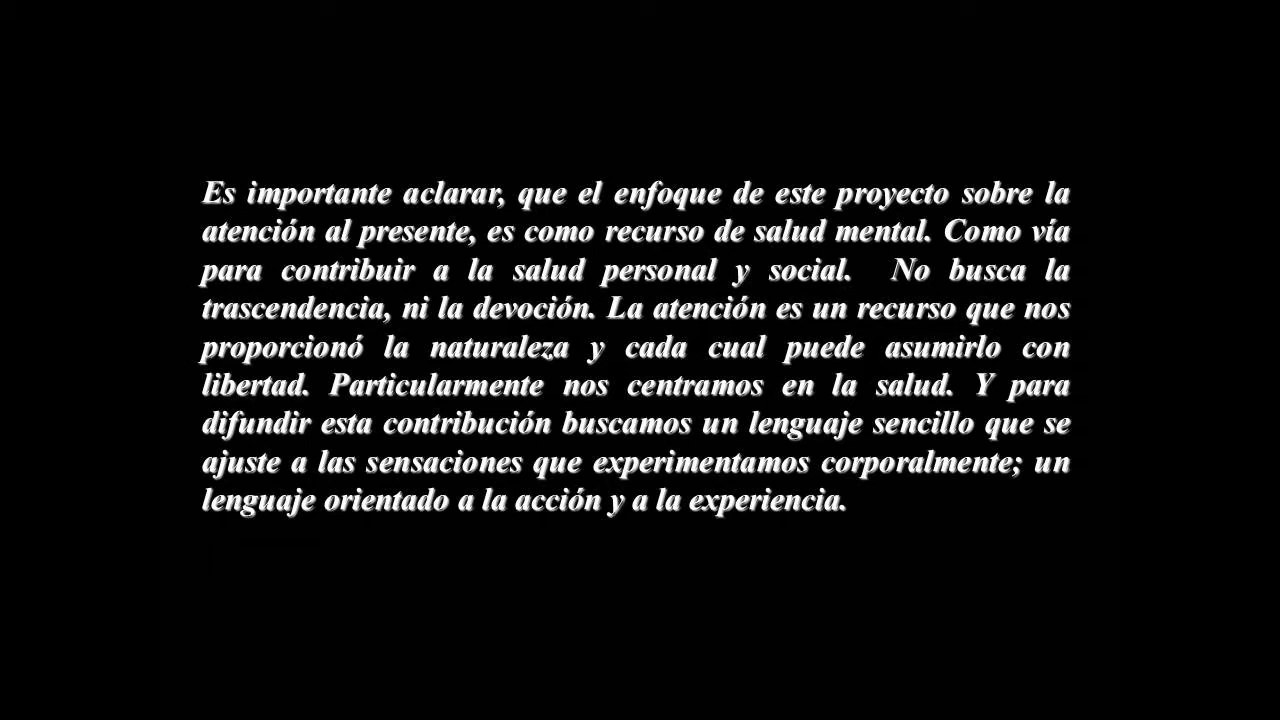 Es importante aclarar, que el enfoque de este proyecto sobre la
atención al presente, es como recurso de salud mental. Como vía
para contribuir a la salud personal y social. No busca la
trascendencia, ni la devoción. La atención es un recurso que nos
proporcionó la naturaleza y cada cual puede asumirlo con
libertad. Particularmente nos centramos en la salud. Y para
difundir esta contribución buscamos un lenguaje sencillo que se
ajuste a las sensaciones que experimentamos corporalmente; un
lenguaje orientado a la acción y a la experiencia.